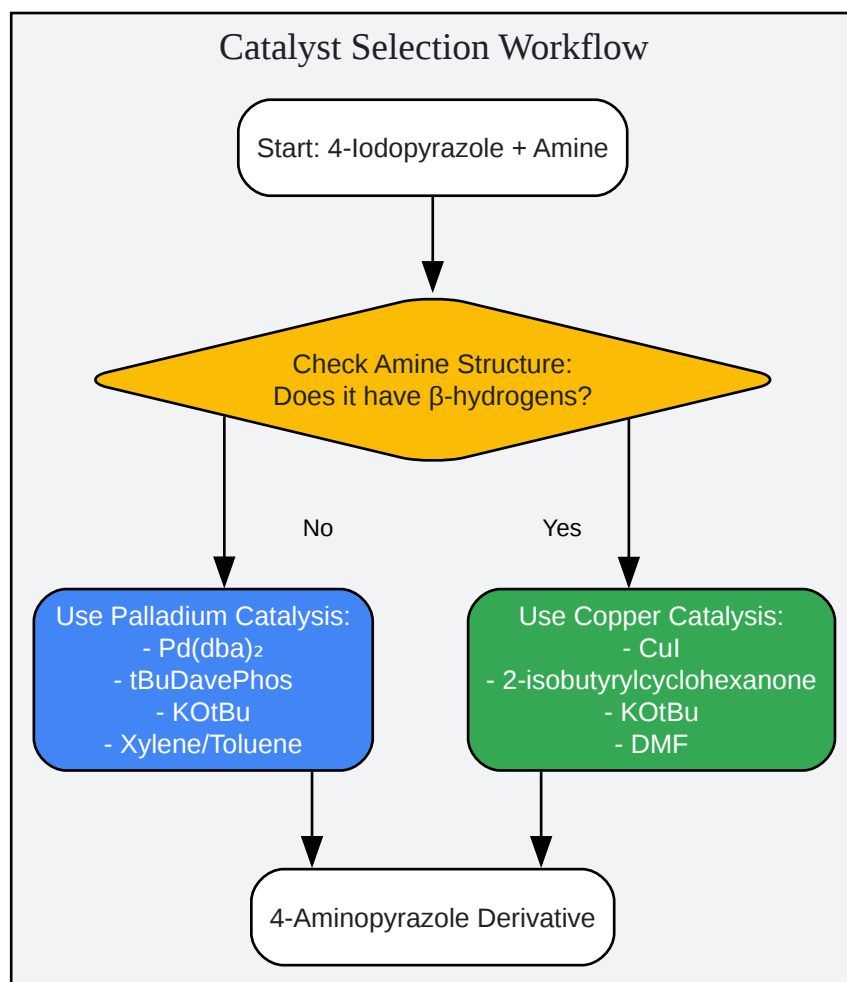 Catalyst Selection Workflow
Start: 4-Iodopyrazole + Amine
Check Amine Structure:
Does it have β-hydrogens?
No
Yes
Use Palladium Catalysis:
- Pd(dba)₂
- tBuDavePhos
- KOtBu
- Xylene/Toluene
Use Copper Catalysis:
- CuI
- 2-isobutyrylcyclohexanone
- KOtBu
- DMF
4-Aminopyrazole Derivative